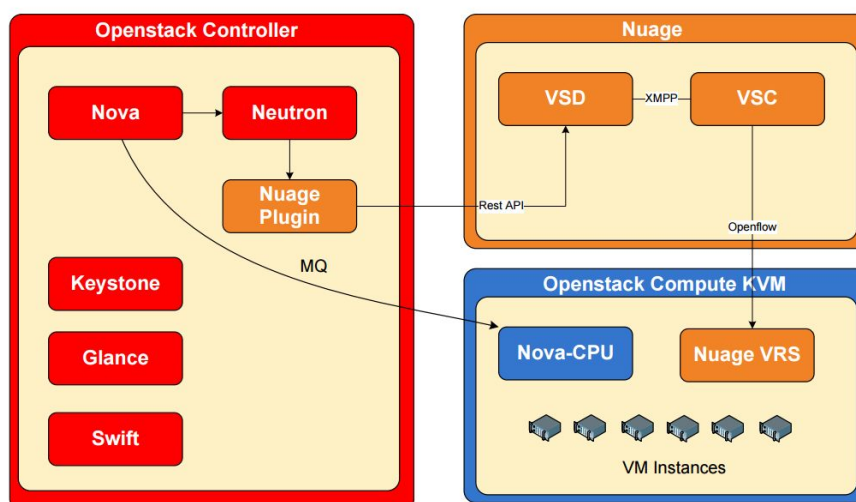 Openstack Controller
Nova
Neutron
Nuage
Plugin
MQ
Keystone
Glance
Swift
Nuage
VSD
XMPP
VSC
Rest API
Openflow
Openstack Compute KVM
Nova-CPU
Nuage VRS
VM Instances